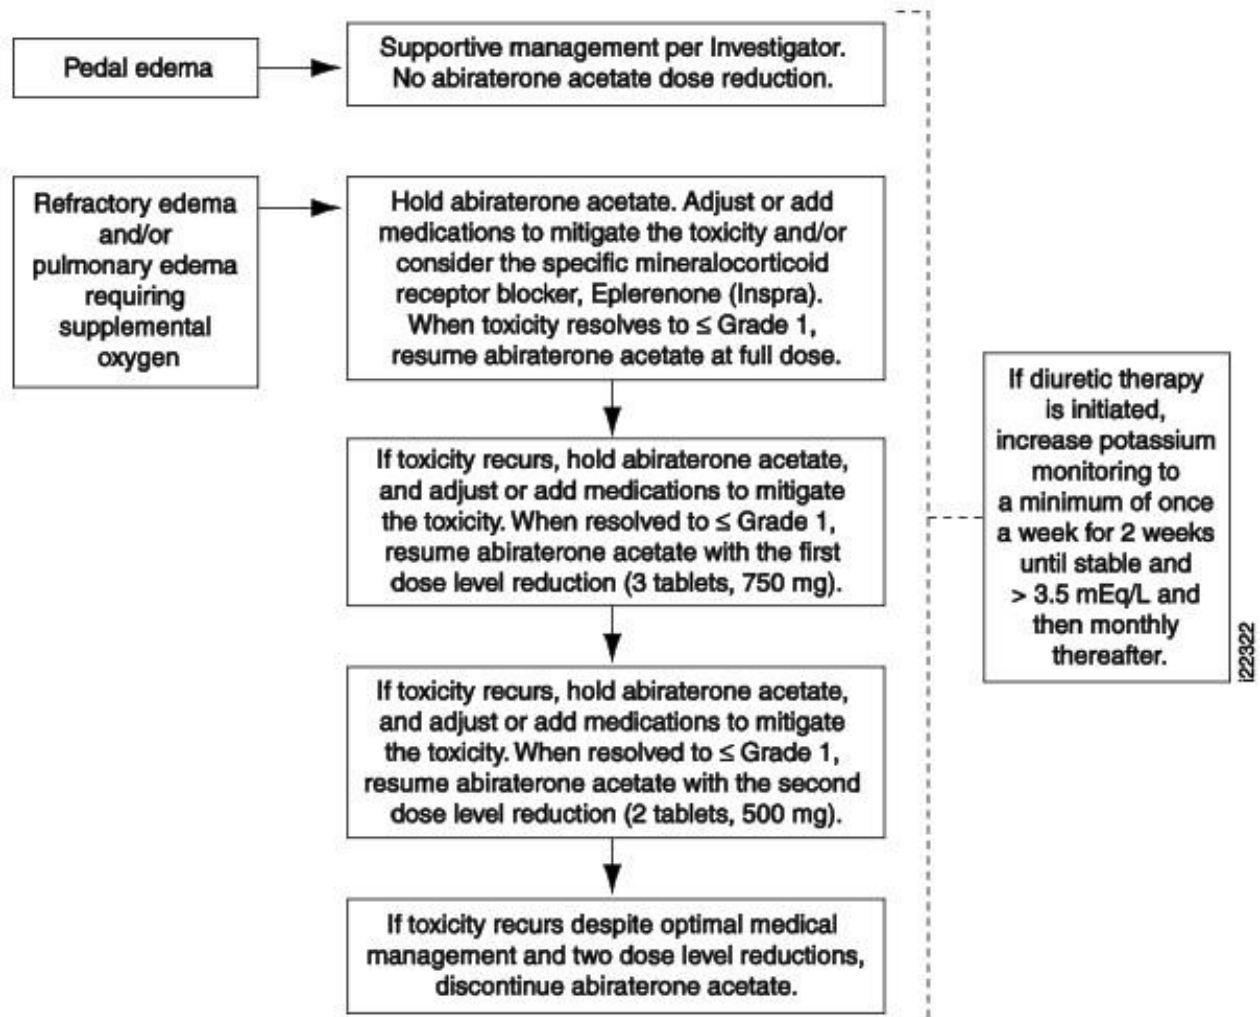 Pedal edema
Supportive management per Investigator.
No abiraterone acetate dose reduction.
Refractory edema
and/or
pulmonary edema
requiring
supplemental
oxygen
Hold abiraterone acetate. Adjust or add
medications to mitigate the toxicity and/or
consider the specific mineralocorticoid
receptor blocker, Eplerenone (Inspra).
When toxicity resolves to ≤ Grade 1,
resume abiraterone acetate at full dose.
If toxicity recurs, hold abiraterone acetate,
and adjust or add medications to mitigate
the toxicity. When resolved to ≤ Grade 1,
resume abiraterone acetate with the first
dose level reduction (3 tablets, 750 mg).
If toxicity recurs, hold abiraterone acetate,
and adjust or add medications to mitigate
the toxicity. When resolved to ≤ Grade 1,
resume abiraterone acetate with the second
dose level reduction (2 tablets, 500 mg).
If toxicity recurs despite optimal medical
management and two dose level reductions,
discontinue abiraterone acetate.
If diuretic therapy
is initiated,
increase potassium
monitoring to
a minimum of once
a week for 2 weeks
until stable and
> 3.5 mEq/L and
then monthly
thereafter.
i22322